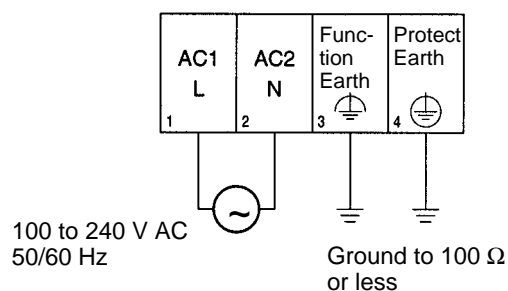 AC1
L
1
AC2
N
2
Func-
tion
Earth
3
Protect
Earth
4
~
100 to 240 V AC
50/60 Hz
Ground to 100 Ω
or less